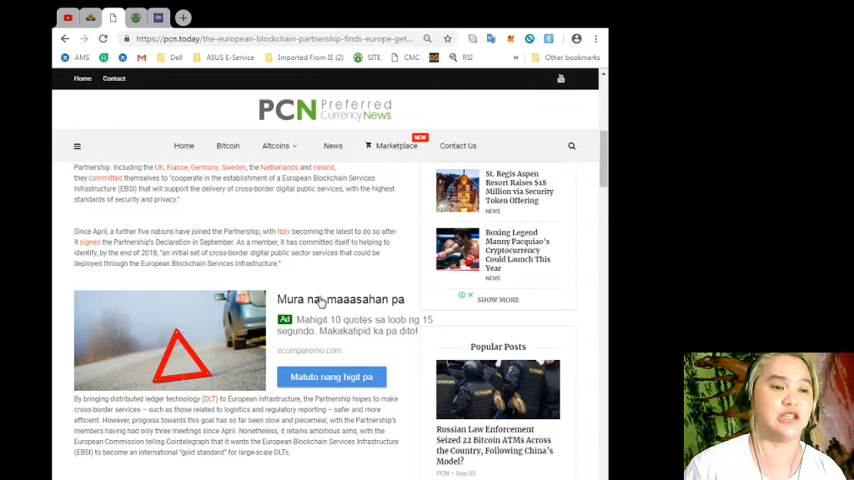 https://pcn.today/the-european-blockchain-partnership-finds-europe-get...
AMS
Dell
ASUS E-Service
Imported From IE (2)
SITE
CMC
RSI
»
Other bookmarks
Home
Contact
PCN Preferred
Currency News
NEW
Home
Bitcoin
Altcoins
News
Marketplace
Contact Us
Partnership. Including the UK, France, Germany, Sweden, the Netherlands and Ireland,
they committed themselves to "cooperate in the establishment of a European Blockchain Services
Infrastructure (EBSI) that will support the delivery of cross-border digital public services, with the highest
standards of security and privacy."
Since April, a further five nations have joined the Partnership, with Italy becoming the latest to do so after
it signed the Partnership's Declaration in September. As a member, it has committed itself to helping to
identify, by the end of 2018, "an initial set of cross-border digital public sector services that could be
deployed through the European Blockchain Services Infrastructure."
Mura na maaasahan pa
Ad Mahigit 10 quotes sa loob ng 15
segundo. Makakatipid ka pa dito!
ecomparemo.com
Matuto nang higit pa
By bringing distributed ledger technology (DLT) to European infrastructure, the Partnership hopes to make
cross-border services – such as those related to logistics and regulatory reporting – safer and more
efficient. However, progress towards this goal has so far been slow and piecemeal, with the Partnership's
members having had only three meetings since April. Nonetheless, it retains ambitious aims, with the
European Commission telling Cointelegraph that it wants the European Blockchain Services Infrastructure
(EBSI) to become an international "gold standard" for large-scale DLTs.
St. Regis Aspen
Resort Raises $18
Million via Security
Token Offering
NEWS
Boxing Legend
Manny Pacquiao's
Cryptocurrency
Could Launch This
Year
NEWS
SHOW MORE
Popular Posts
Russian Law Enforcement
Seized 22 Bitcoin ATMs Across
the Country, Following China's
Model?
PCN - Sep 03